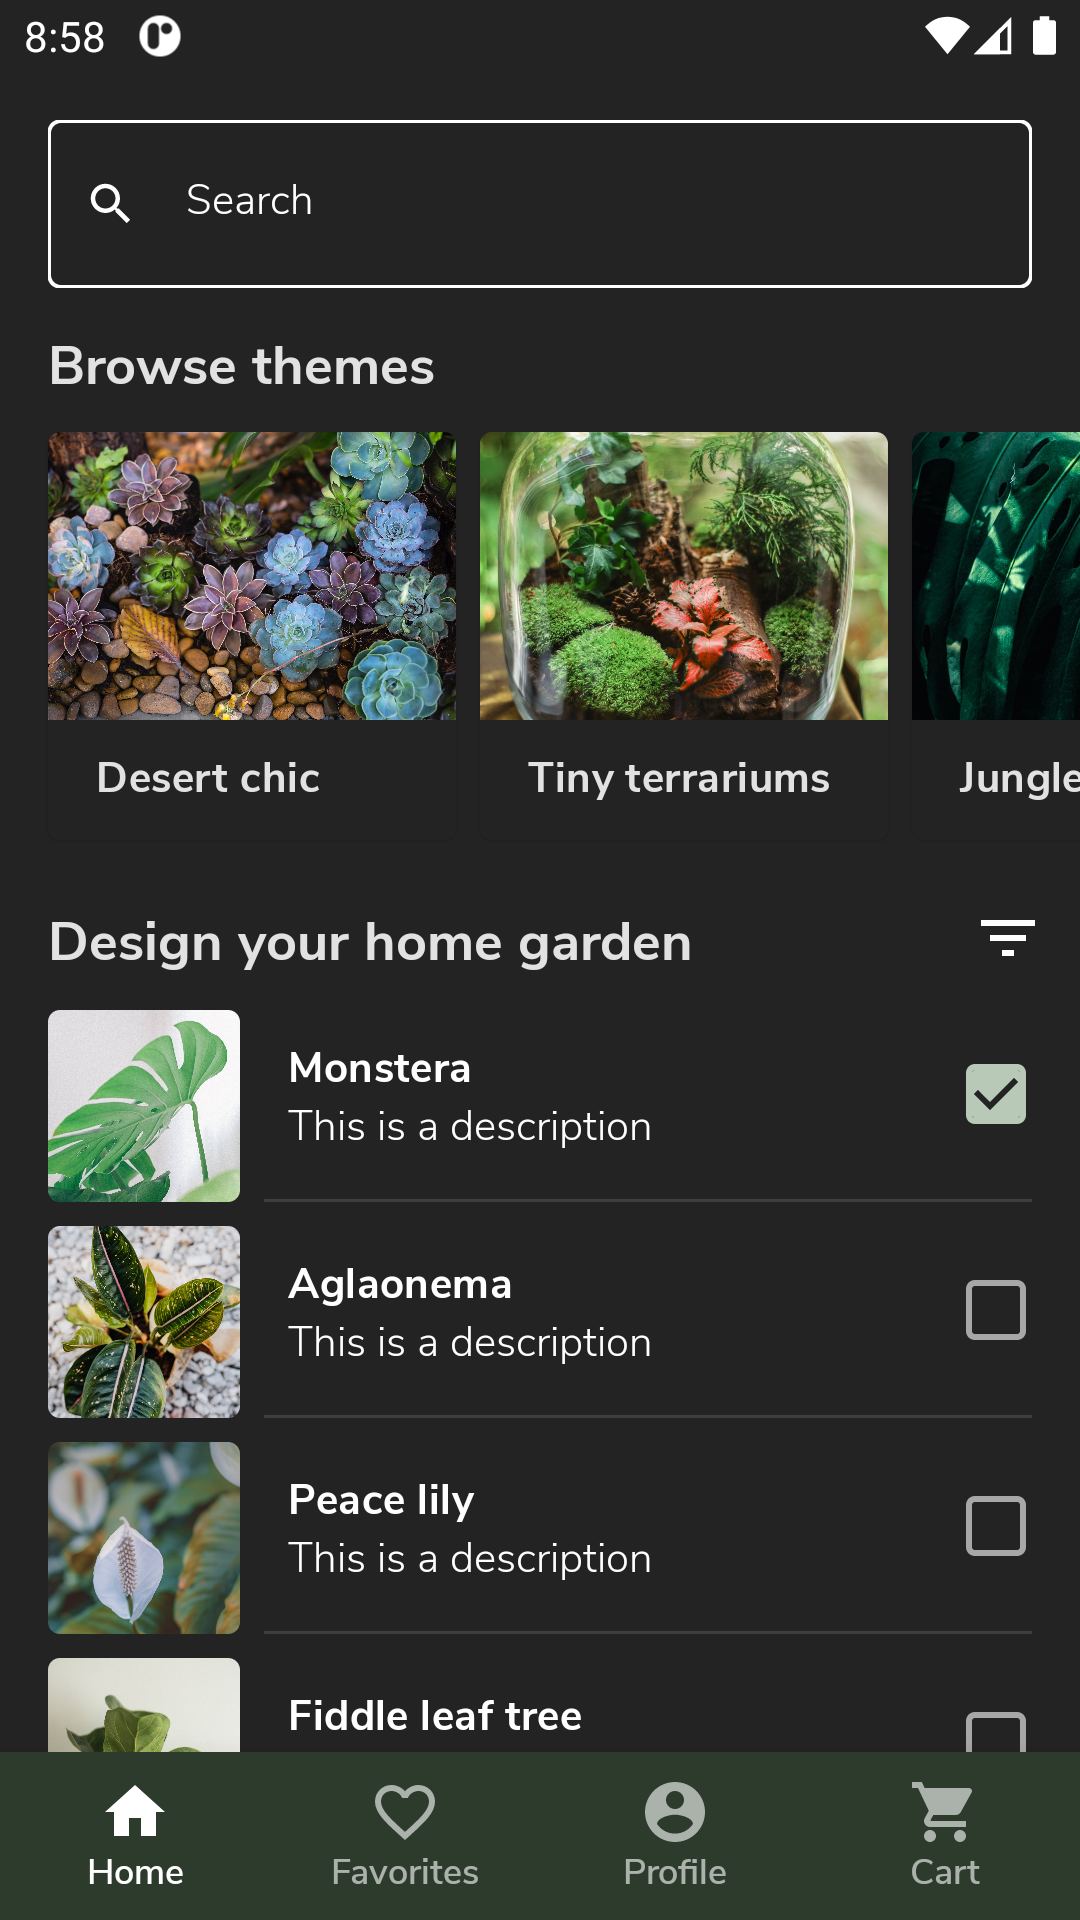 8:58
Search
Browse themes
Desert chic
Tiny terrariums
Jungle
Design your home garden
Monstera
This is a description
Aglaonema
This is a description
Peace lily
This is a description
Fiddle leaf tree
Home
Favorites
Profile
Cart